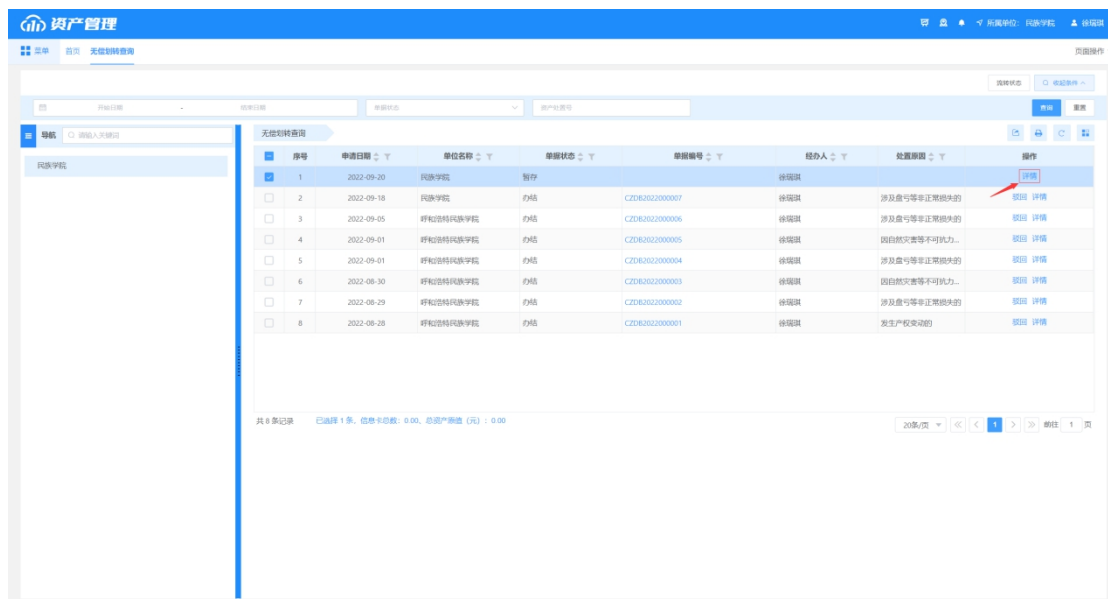 资产管理
所属单位: 民族学院 徐瑞琪
菜单 首页 无偿划转查询 页面操作
流转状态 收起条件
开始日期 - 结束日期 单据状态 资产处置号 查询 重置
导航 请输入关键词 无偿划转查询
民族学院
序号 申请日期 单位名称 单据状态 单据编号 经办人 处置原因 操作
1 2022-09-20 民族学院 暂存 徐瑞琪 详情
2 2022-09-18 民族学院 办结 CZDB2022000007 徐瑞琪 涉及盘亏等非正常损失的 驳回 详情
3 2022-09-05 呼和浩特民族学院 办结 CZDB2022000006 徐瑞琪 涉及盘亏等非正常损失的 驳回 详情
4 2022-09-01 呼和浩特民族学院 办结 CZDB2022000005 徐瑞琪 因自然灾害等不可抗力... 驳回 详情
5 2022-09-01 呼和浩特民族学院 办结 CZDB2022000004 徐瑞琪 涉及盘亏等非正常损失的 驳回 详情
6 2022-08-30 呼和浩特民族学院 办结 CZDB2022000003 徐瑞琪 因自然灾害等不可抗力... 驳回 详情
7 2022-08-29 呼和浩特民族学院 办结 CZDB2022000002 徐瑞琪 涉及盘亏等非正常损失的 驳回 详情
8 2022-08-28 呼和浩特民族学院 办结 CZDB2022000001 徐瑞琪 发生产权变动的 驳回 详情
共 8 条记录 已选择 1 条、信息卡总数: 0.00、总资产原值 (元) : 0.00 20条/页 1 前往 1 页